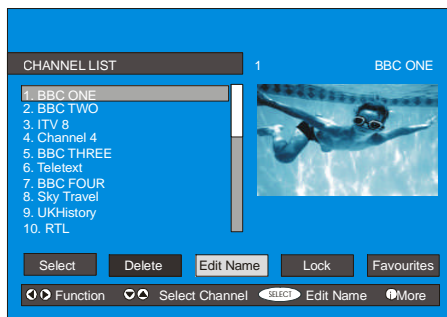 CHANNEL LIST
1 BBC ONE
1. BBC ONE
2. BBC TWO
3. ITV 8
4. Channel 4
5. BBC THREE
6. Teletext
7. BBC FOUR
8. Sky Travel
9. UKHistory
10. RTL
Select Delete Edit Name Lock Favourites
Function Select Channel SELECT Edit Name i More